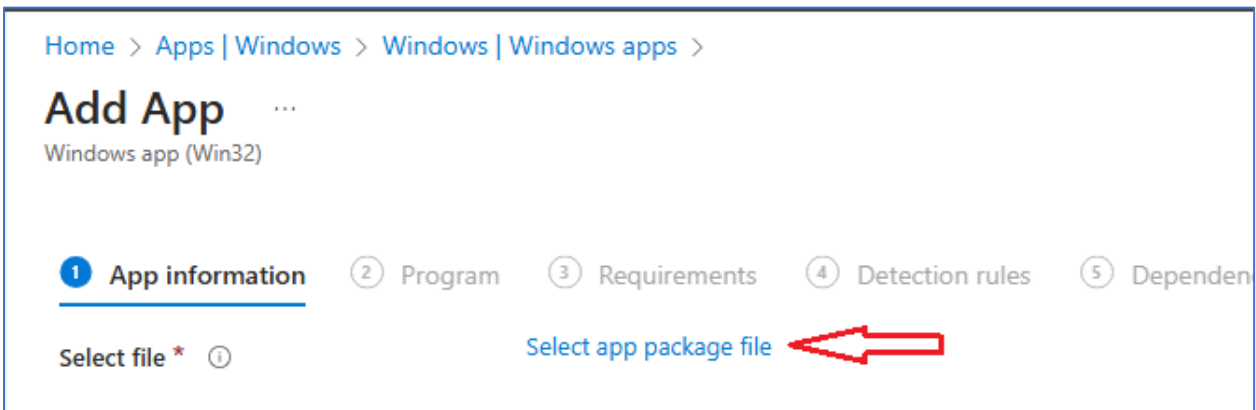 Home > Apps | Windows > Windows | Windows apps >
Add App ...
Windows app (Win32)
1 App information 2 Program 3 Requirements 4 Detection rules 5 Dependen
Select file * Select app package file